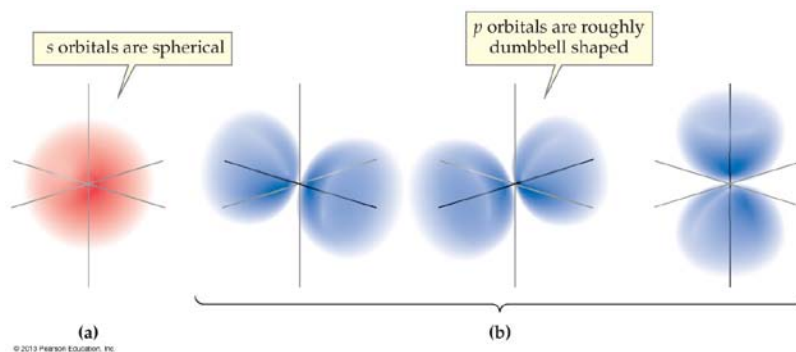 s orbitals are spherical
p orbitals are roughly
dumbbell shaped
(a)
(b)
© 2013 Pearson Education, Inc.